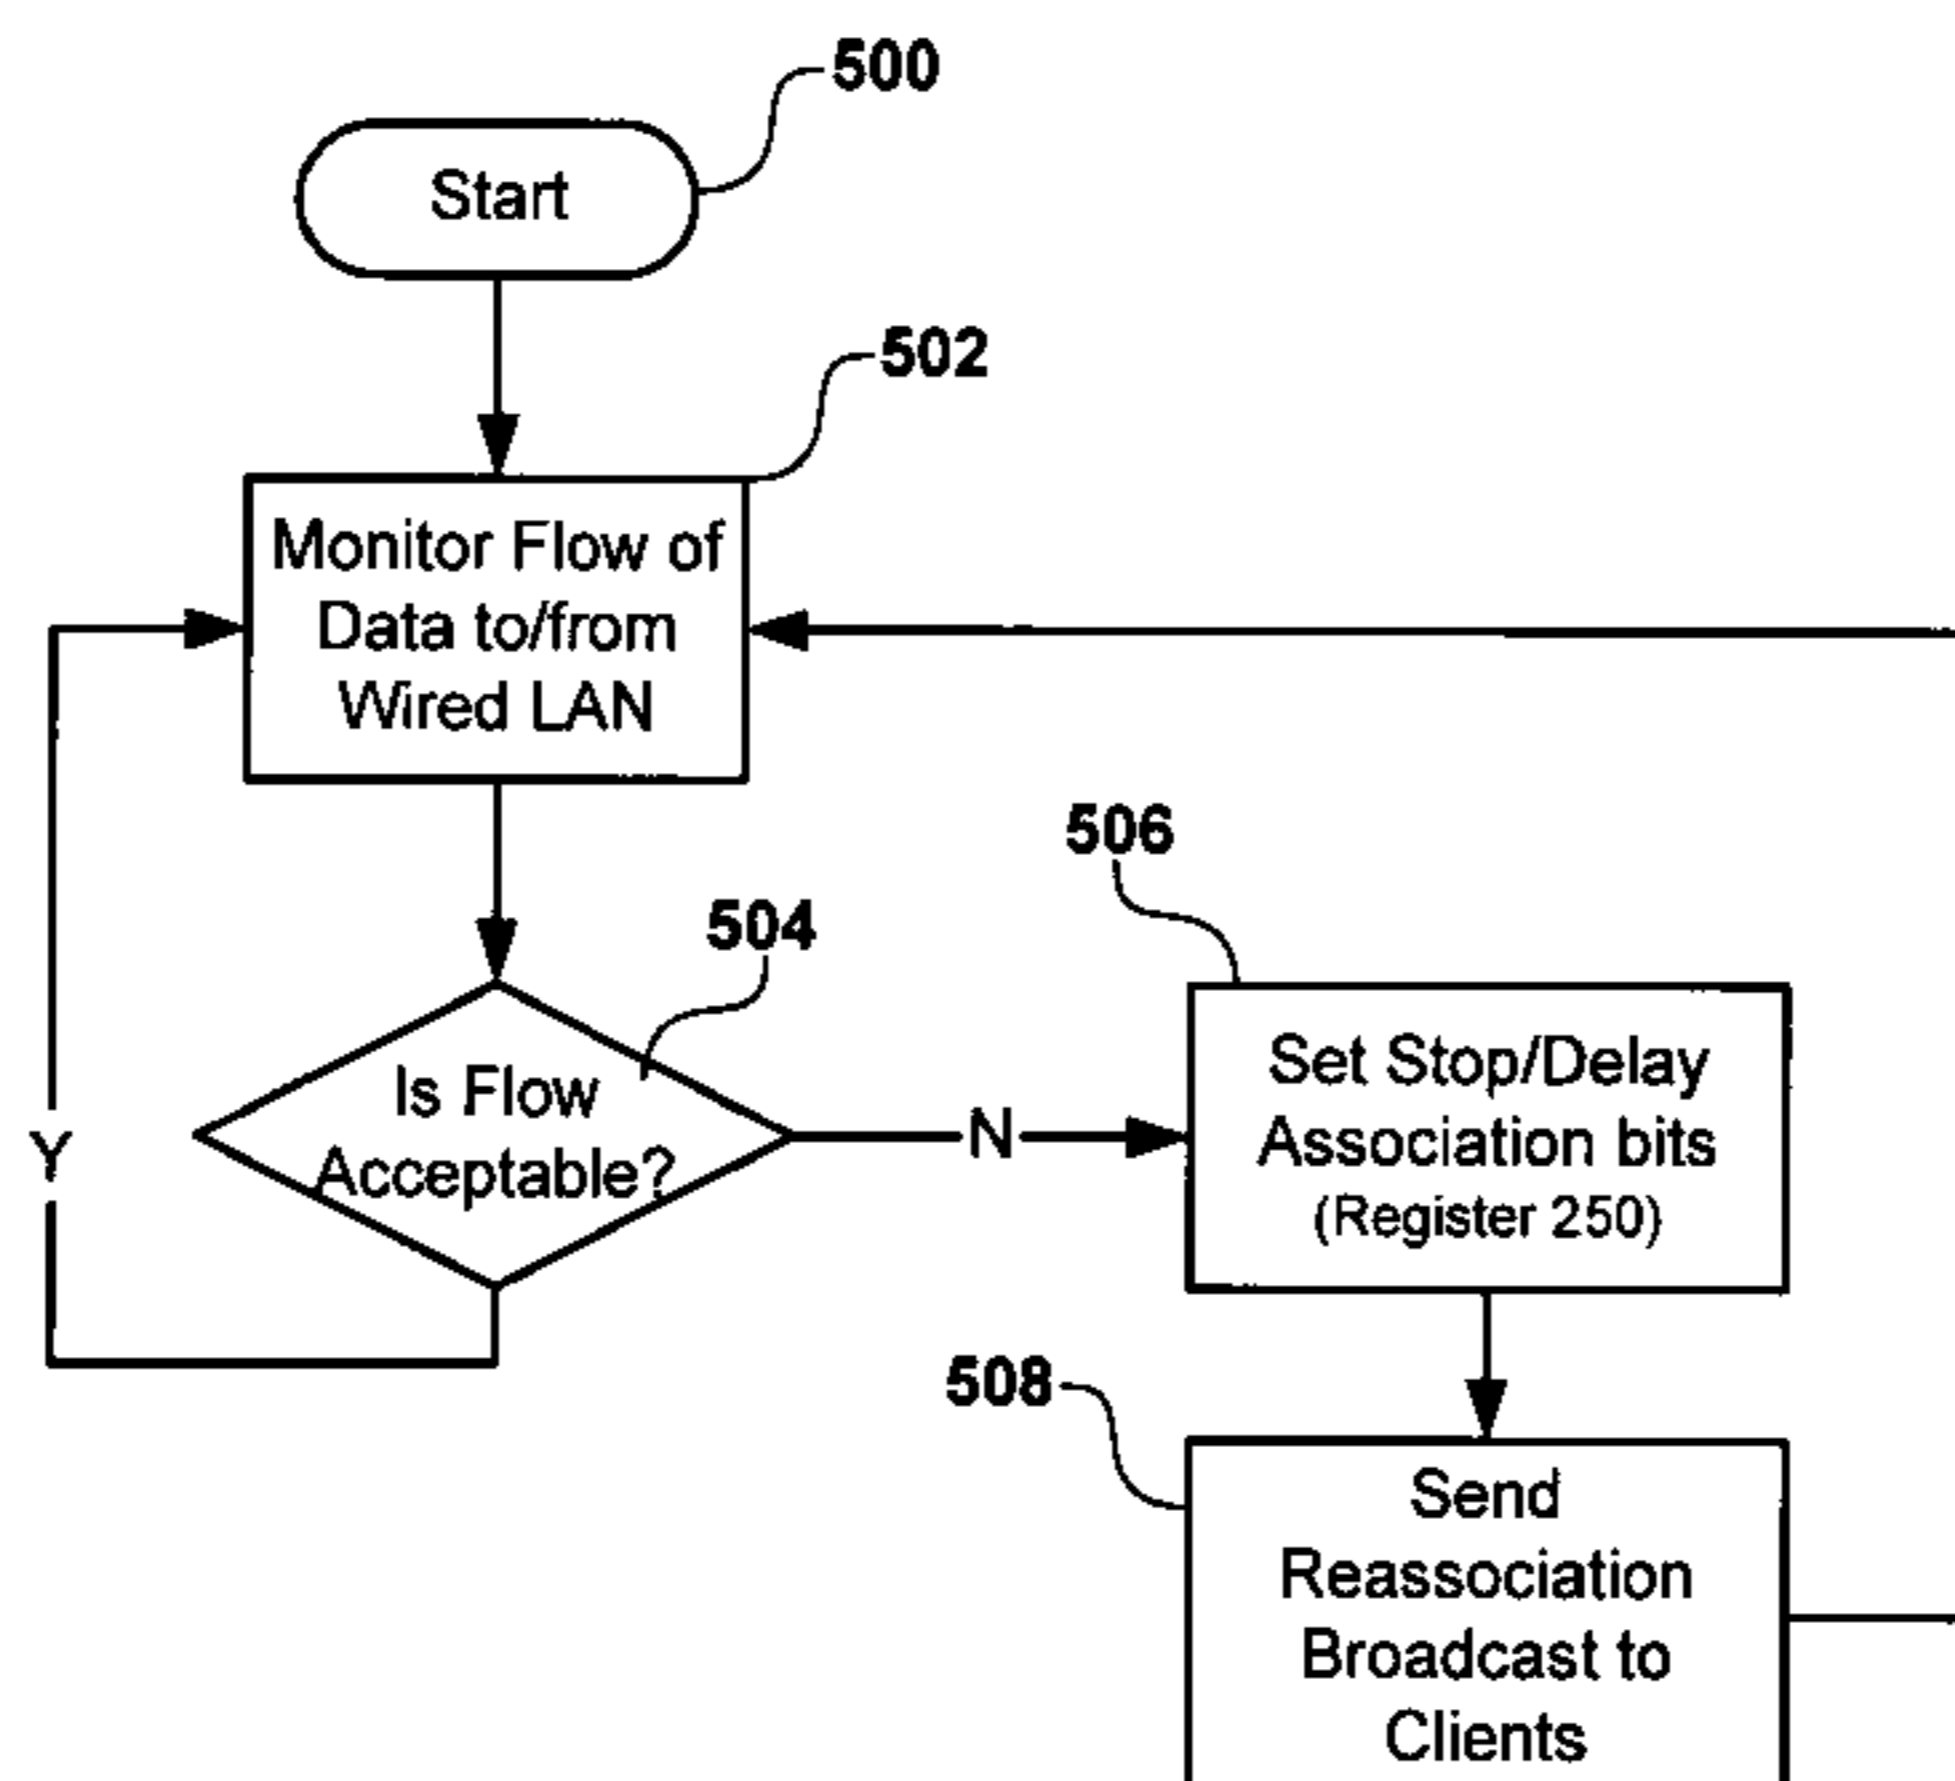 500
Start
502
Monitor Flow of
Data to/from
Wired LAN
506
504
Is Flow
Acceptable?
Y
N
Set Stop/Delay
Association bits
(Register 250)
508
Send
Reassociation
Broadcast to
Clients